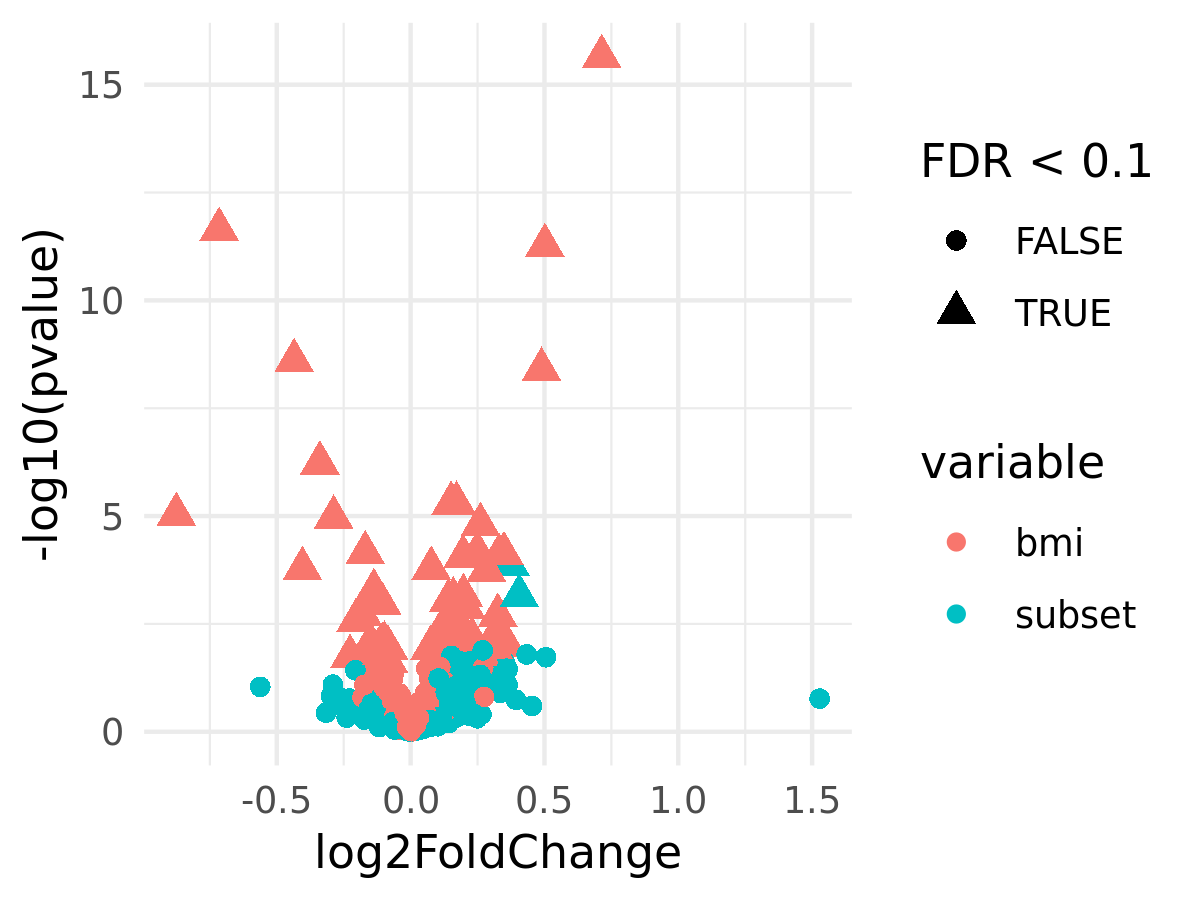 15
10
5
0
-log10(pvalue)
-0.5 0.0 0.5 1.0 1.5
log2FoldChange
FDR < 0.1
FALSE
TRUE
variable
bmi
subset